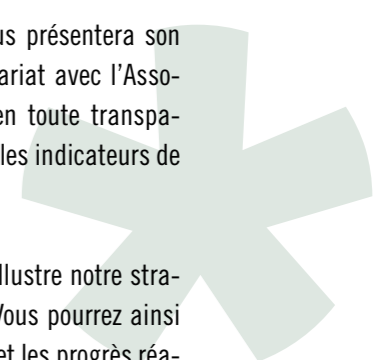 us présentera son
ariat avec l'Asso-
en toute transpa-
les indicateurs de
llustre notre stra-
Vous pourrez ainsi
et les progrès réa-